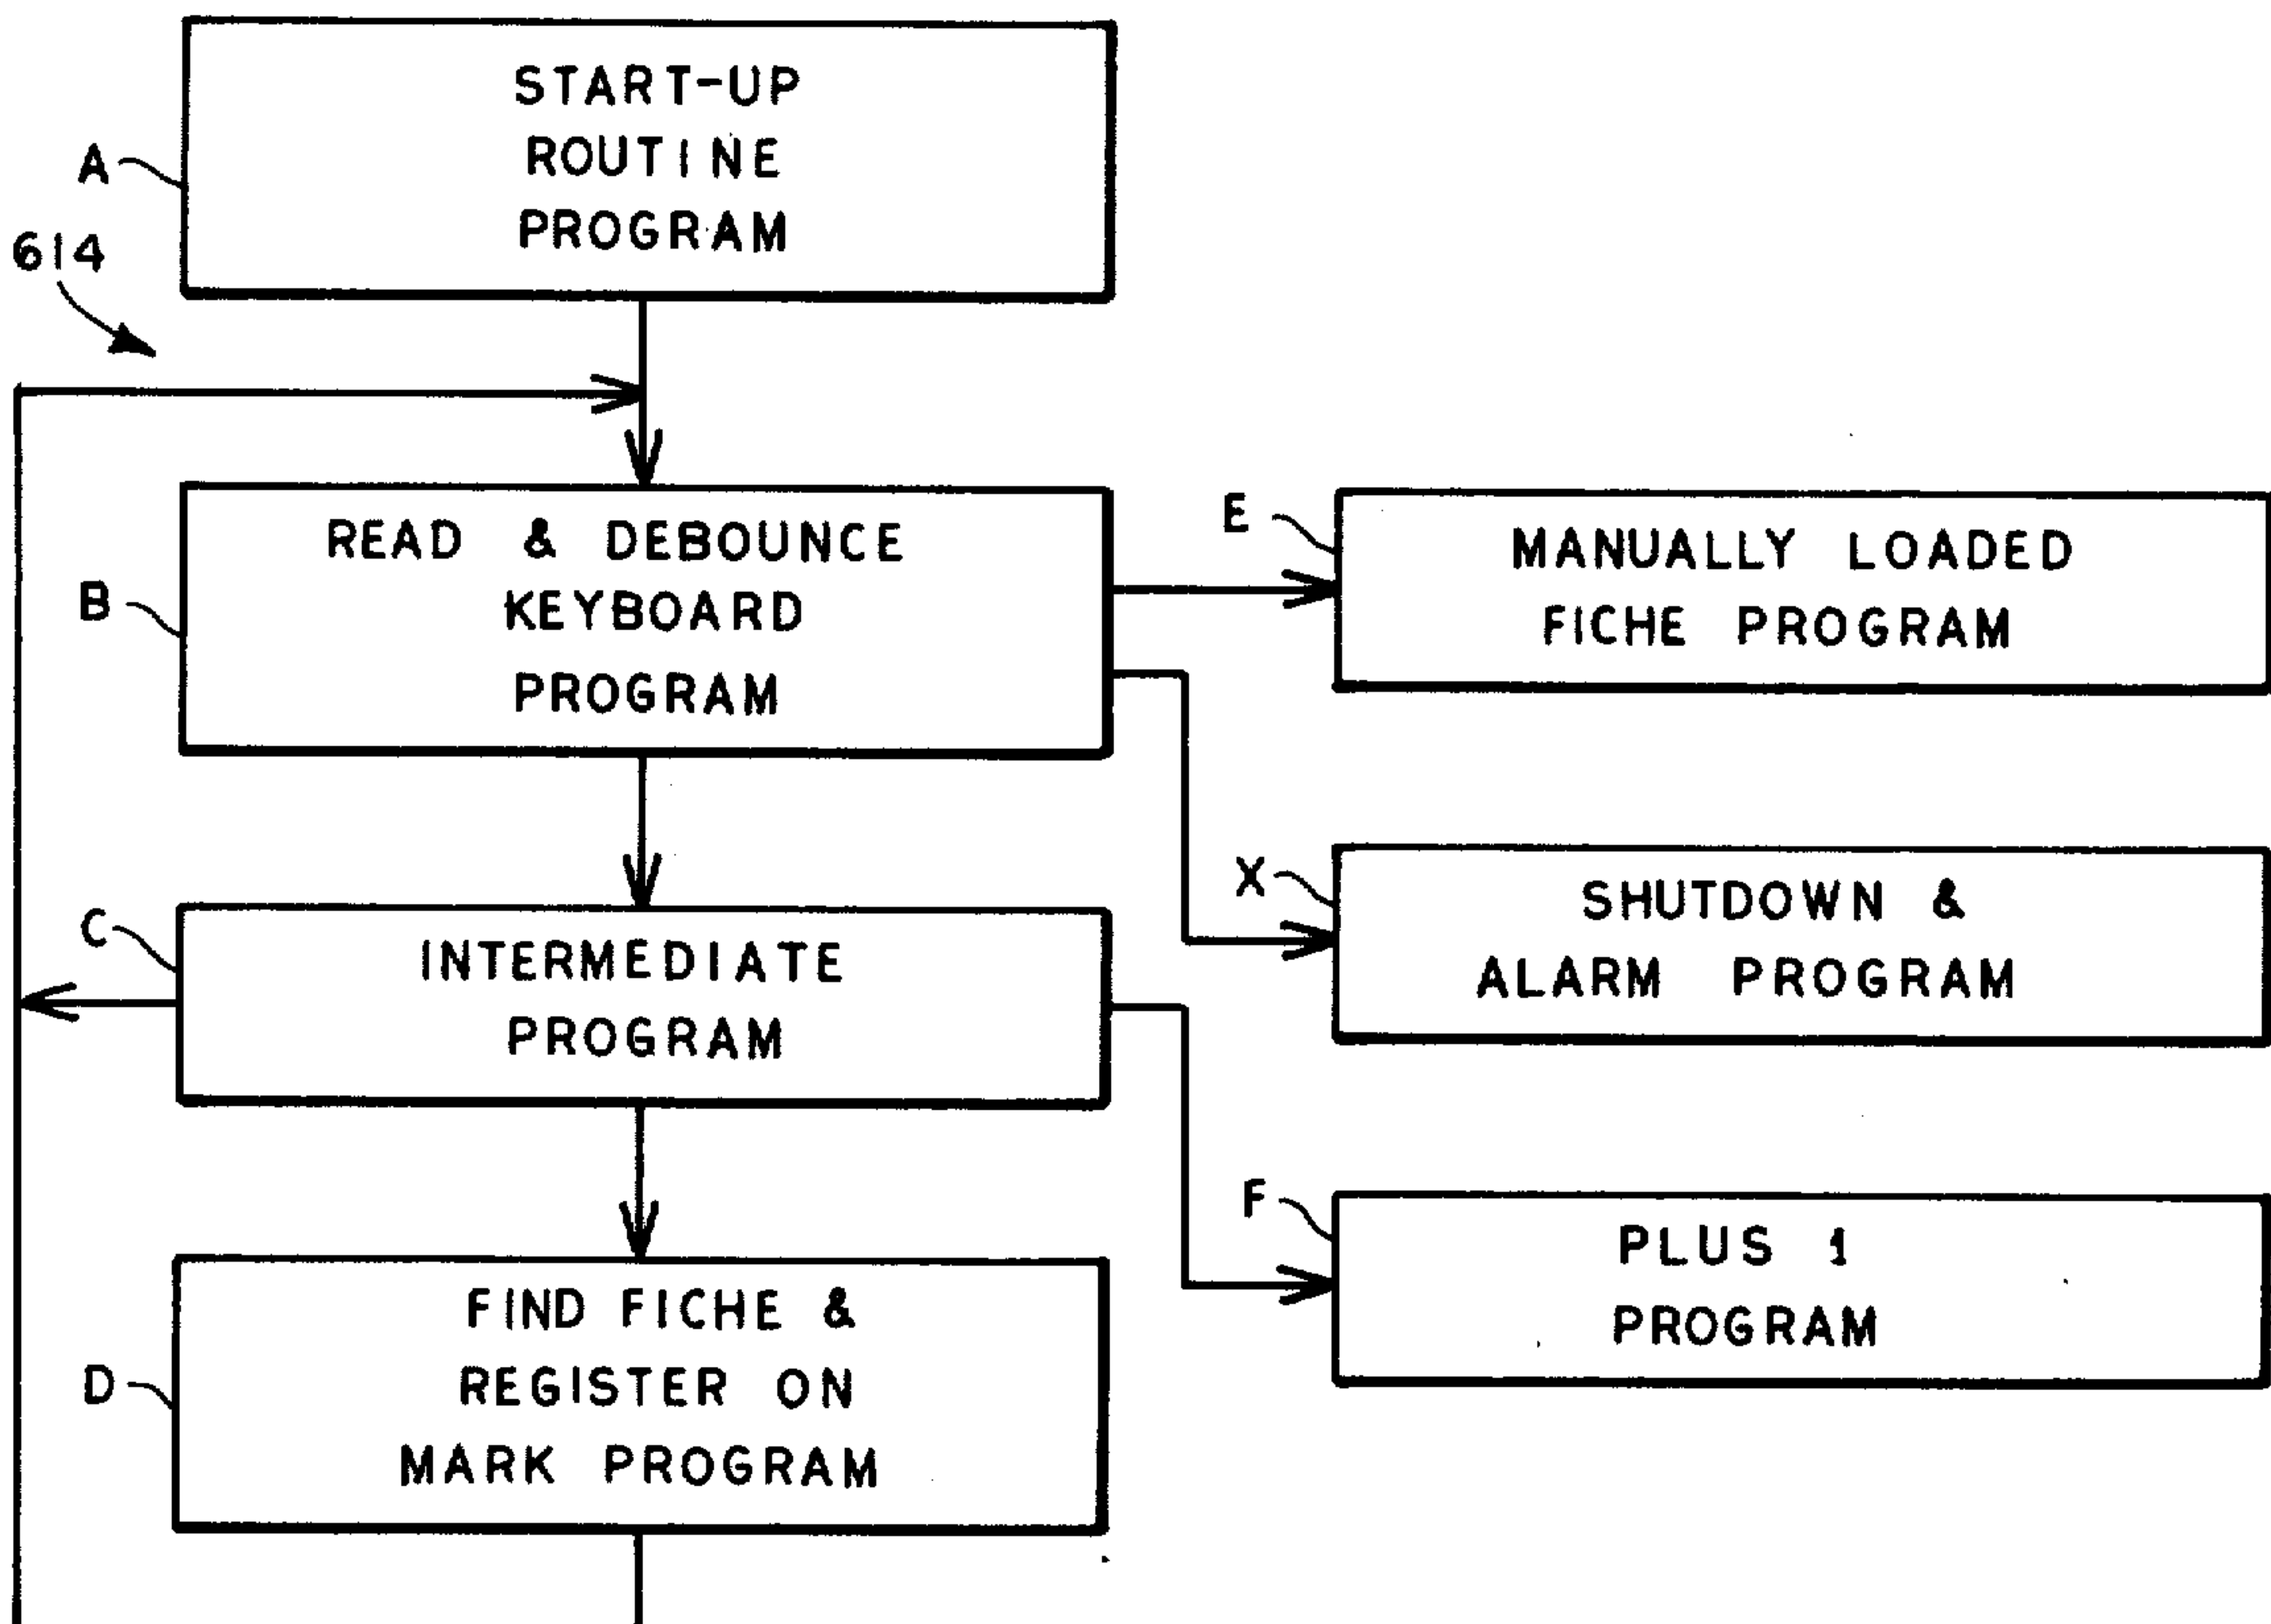 START-UP
ROUTINE
PROGRAM
A
614
READ & DEBOUNCE
KEYBOARD
PROGRAM
B
E
MANUALLY LOADED
FICHE PROGRAM
X
SHUTDOWN &
ALARM PROGRAM
C
INTERMEDIATE
PROGRAM
F
PLUS 1
PROGRAM
D
FIND FICHE &
REGISTER ON
MARK PROGRAM